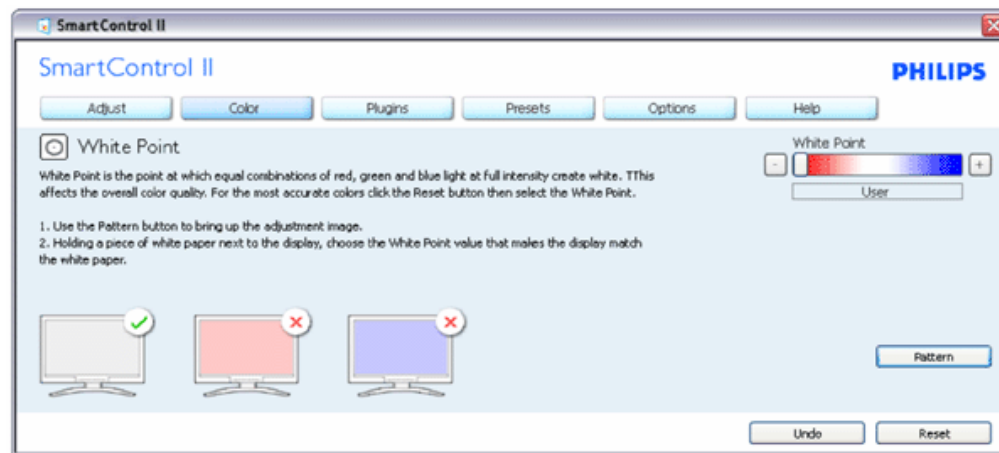 SmartControl II
SmartControl II
PHILIPS
Adjust
Color
Plugins
Presets
Options
Help
White Point
White Point is the point at which equal combinations of red, green and blue light at full intensity create white. TThis
affects the overall color quality. For the most accurate colors click the Reset button then select the White Point.
1. Use the Pattern button to bring up the adjustment image.
2. Holding a piece of white paper next to the display, choose the White Point value that makes the display match
the white paper.
White Point
-
+
User
Pattern
Undo
Reset